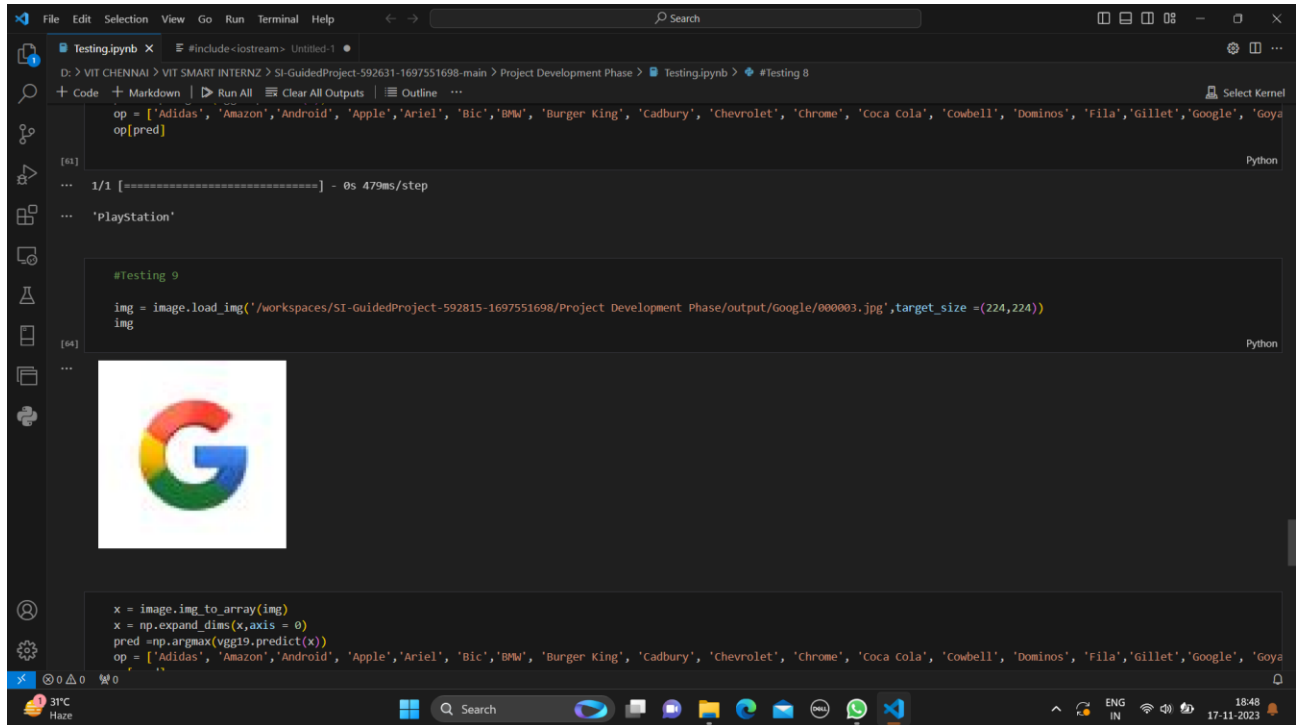 File Edit Selection View Go Run Terminal Help Search
Testing.ipynb #include<iostream> Untitled-1
D: > VIT CHENNAI > VIT SMART INTERNZ > SI-GuidedProject-592631-1697551698-main > Project Development Phase > Testing.ipynb > #Testing 8
+ Code + Markdown Run All Clear All Outputs Outline ... Select Kernel
op = ['Adidas', 'Amazon','Android', 'Apple','Ariel', 'Bic','BMW', 'Burger King', 'Cadbury', 'Chevrolet', 'Chrome', 'Coca Cola', 'Cowbell', 'Dominos', 'Fila','Gillet','Google', 'Goya
op[pred]
[61] Python
... 1/1 [==============================] - 0s 479ms/step
... 'PlayStation'
#Testing 9
img = image.load_img('/workspaces/SI-GuidedProject-592815-1697551698/Project Development Phase/output/Google/000003.jpg',target_size =(224,224))
img
[64] Python
...
G
x = image.img_to_array(img)
x = np.expand_dims(x,axis = 0)
pred =np.argmax(vgg19.predict(x))
op = ['Adidas', 'Amazon','Android', 'Apple','Ariel', 'Bic','BMW', 'Burger King', 'Cadbury', 'Chevrolet', 'Chrome', 'Coca Cola', 'Cowbell', 'Dominos', 'Fila','Gillet','Google', 'Goya
0 0 0
1 31°C Search DELL ENG 18:48
Haze IN 17-11-2023